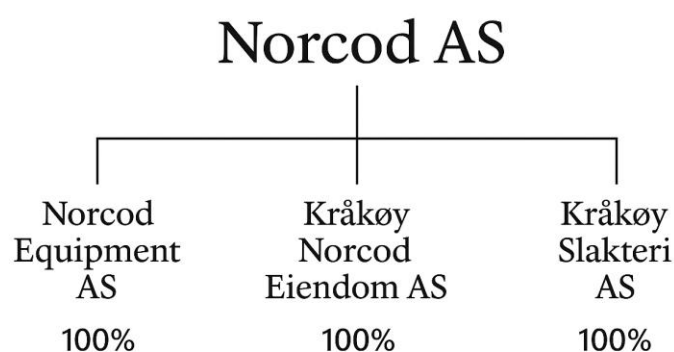 Norcod AS
Norcod
Equipment
AS
100%
Kråkøy
Norcod
Eiendom AS
100%
Kråkøy
Slakteri
AS
100%